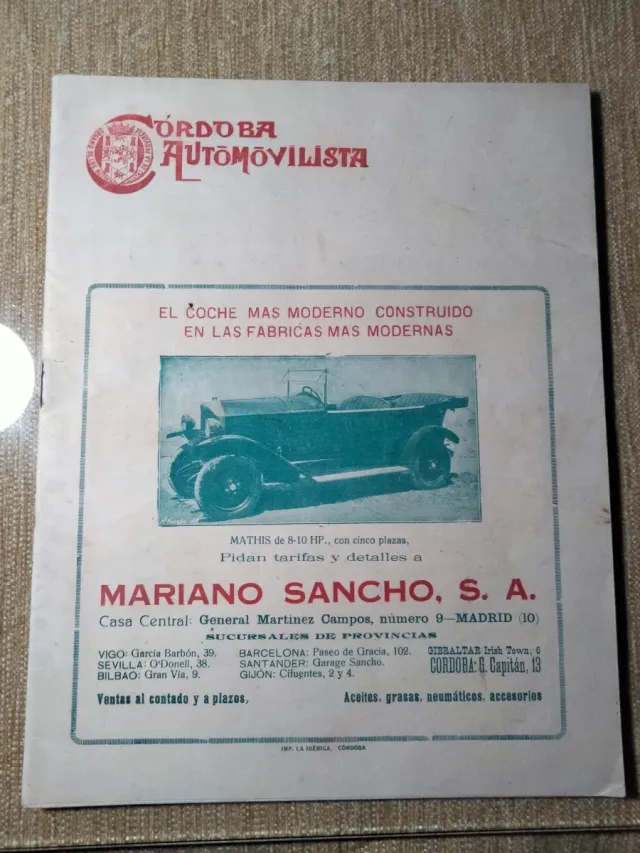 CÓRDOBA
AUTOMOVILISTA
EL COCHE MAS MODERNO CONSTRUIDO
EN LAS FABRICAS MAS MODERNAS
MATHIS de 8-10 HP., con cinco plazas,
Pidan tarifas y detalles a
MARIANO SANCHO, S. A.
Casa Central: General Martínez Campos, número 9—MADRID (10)
SUCURSALES DE PROVINCIAS
VIGO: García Barbón, 39.
SEVILLA: O'Donell, 38.
BILBAO: Gran Vía, 9.
BARCELONA: Paseo de Gracia, 102.
SANTANDER: Garage Sancho.
GIJÓN: Cifuentes, 2 y 4.
GIBRALTAR Irish Town, 6
CORDOBA: G. Capitán, 13
Ventas al contado y a plazos,
Aceites, grasas, neumáticos, accesorios
IMP. LA IBÉRICA. CÓRDOBA